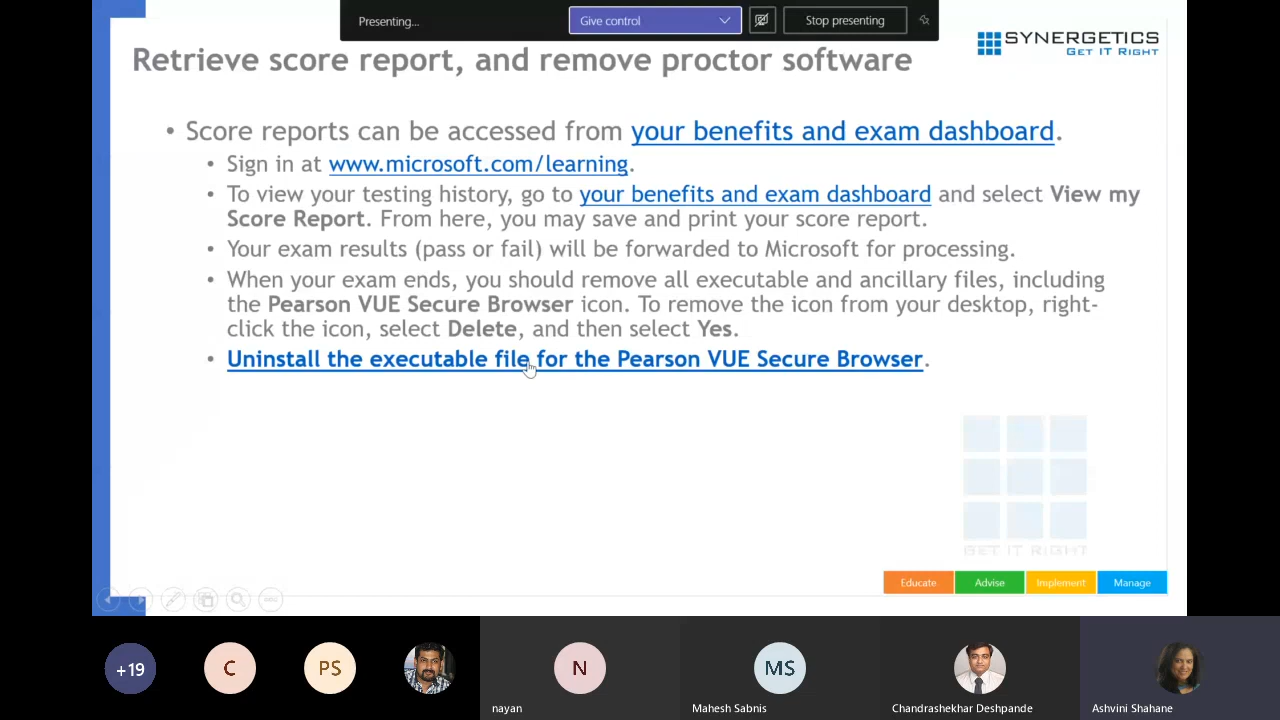 Presenting...
Give control
Stop presenting
Retrieve score report, and remove proctor software
SYNERGETICS
GET IT RIGHT
• Score reports can be accessed from your benefits and exam dashboard.
• Sign in at www.microsoft.com/learning.
• To view your testing history, go to your benefits and exam dashboard and select View my
Score Report. From here, you may save and print your score report.
• Your exam results (pass or fail) will be forwarded to Microsoft for processing.
• When your exam ends, you should remove all executable and ancillary files, including
the Pearson VUE Secure Browser icon. To remove the icon from your desktop, right-
click the icon, select Delete, and then select Yes.
• Uninstall the executable file for the Pearson VUE Secure Browser.
GET IT RIGHT
Educate
Advise
Implement
Manage
+19
C
PS
N
MS
nayan
Mahesh Sabnis
Chandrashekhar Deshpande
Ashvini Shahane